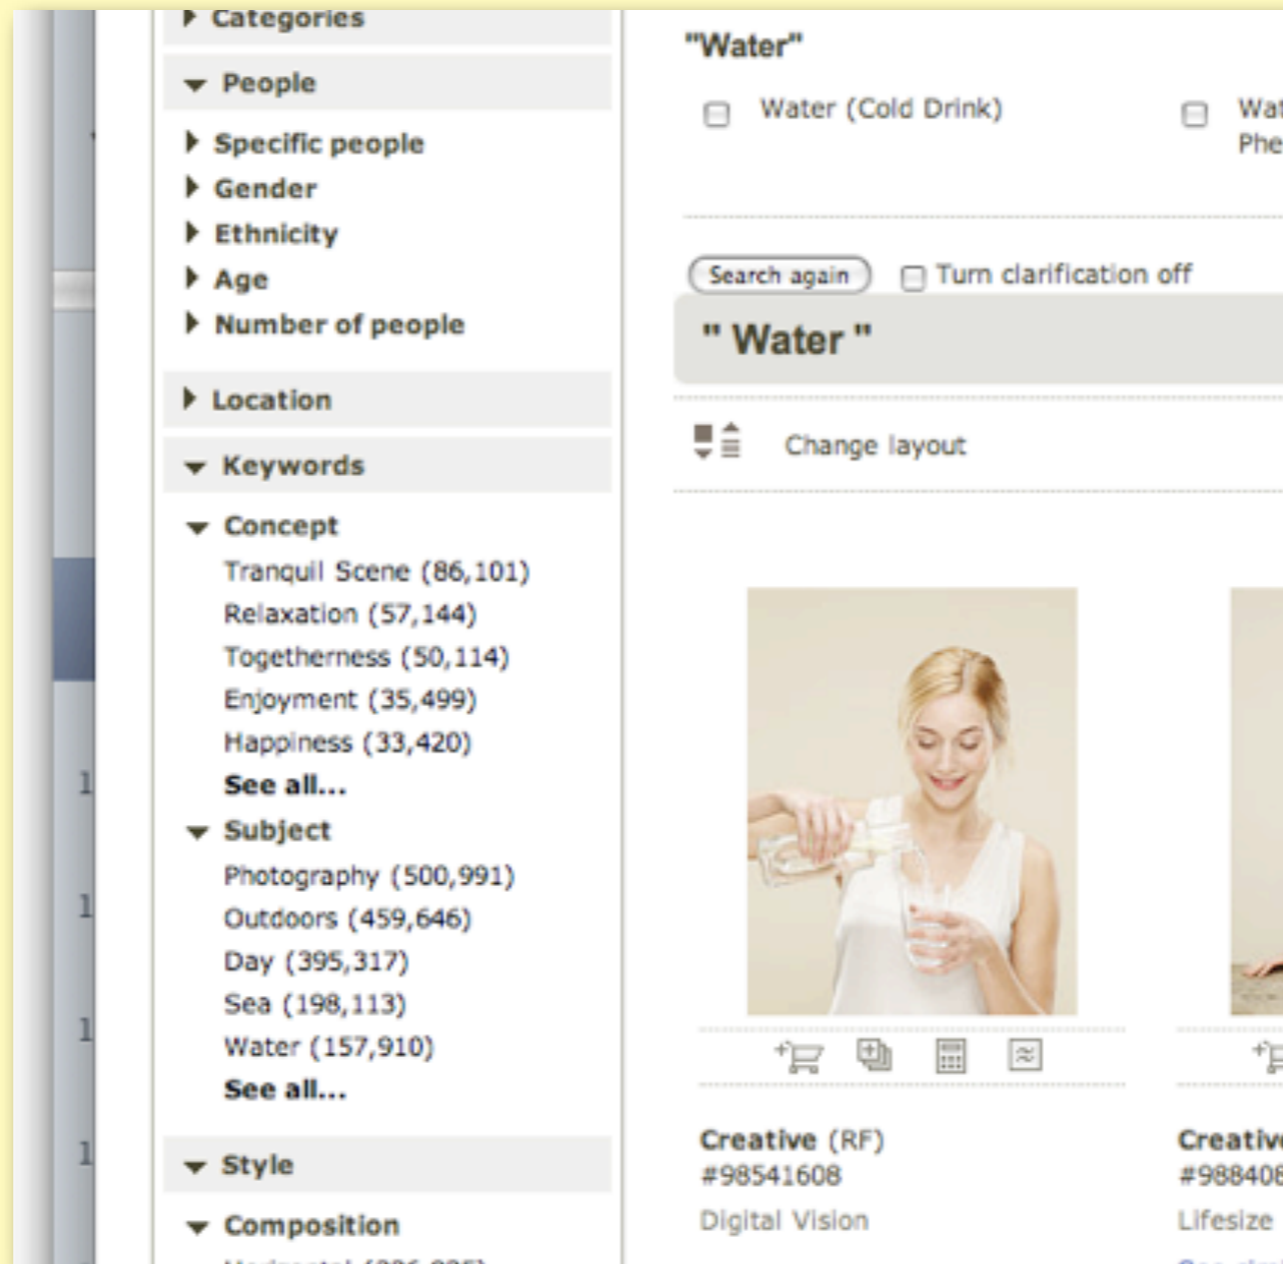 Categories
People
Specific people
Gender
Ethnicity
Age
Number of people
Location
Keywords
Concept
Tranquil Scene (86,101)
Relaxation (57,144)
Togetherness (50,114)
Enjoyment (35,499)
Happiness (33,420)
See all...
Subject
Photography (500,991)
Outdoors (459,646)
Day (395,317)
Sea (198,113)
Water (157,910)
See all...
Style
Composition
"Water"
Water (Cold Drink)
Search again
Turn clarification off
" Water "
Change layout
Creative (RF)
#98541608
Digital Vision
Lifesize